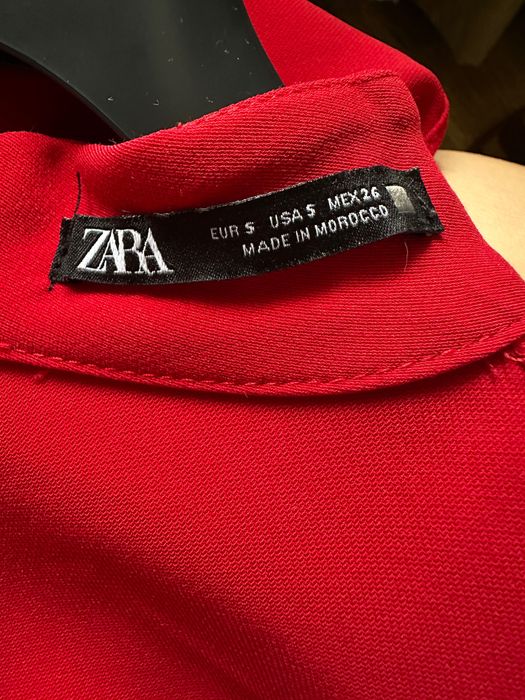 ZARA
EUR S USA S MEX 26
MADE IN MOROCCO